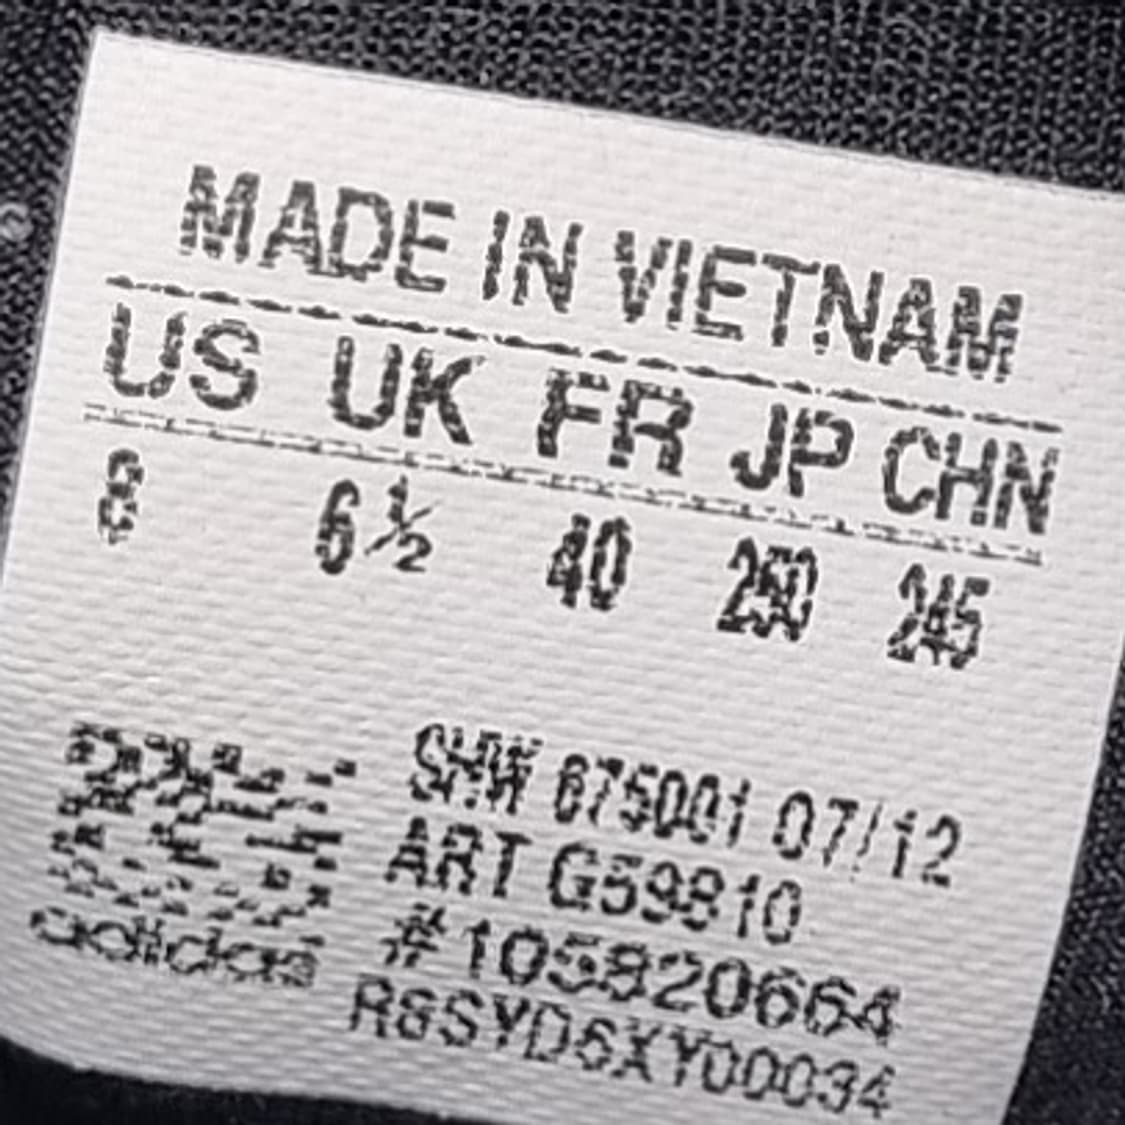 MADE IN VIETNAM
US UK FR JP CHN
8 6½ 40 250 245
SHW 675001 07/12
ART G59810
#105820664
adidas
R8SYD6XY00034